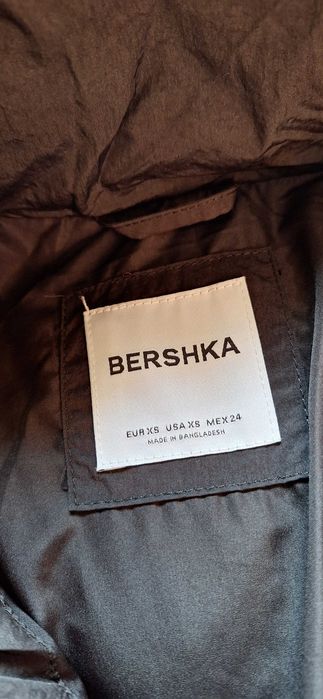 BERSHKA
EUR XS USA XS MEX 24
MADE IN BANGLADESH